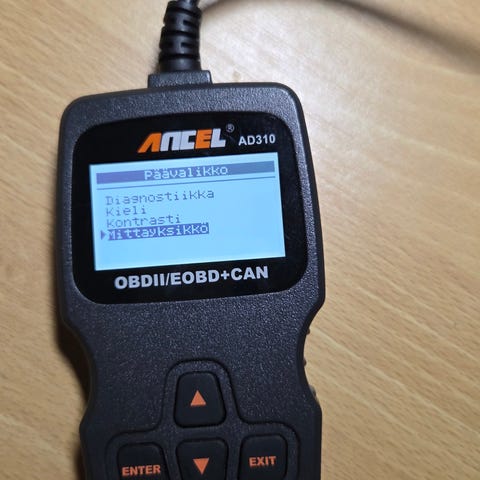 ANCEL® AD310
Päävalikko
Diagnostiikka
Kieli
Kontrasti
Mittayksikkö
OBDII/EOBD+CAN
ENTER
EXIT